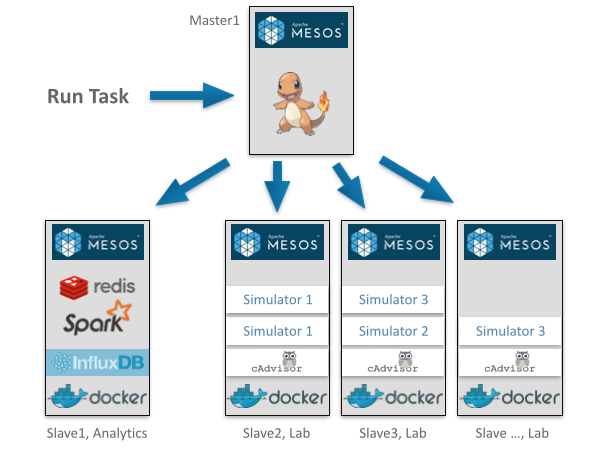 Master1
Apache
MESOS
Run Task
Apache
MESOS
redis
Spark
InfluxDB
docker
Slave1, Analytics
Apache
MESOS
Simulator 1
Simulator 1
cAdvisor
docker
Slave2, Lab
Apache
MESOS
Simulator 3
Simulator 2
cAdvisor
docker
Slave3, Lab
Apache
MESOS
Simulator 3
cAdvisor
docker
Slave ..., Lab